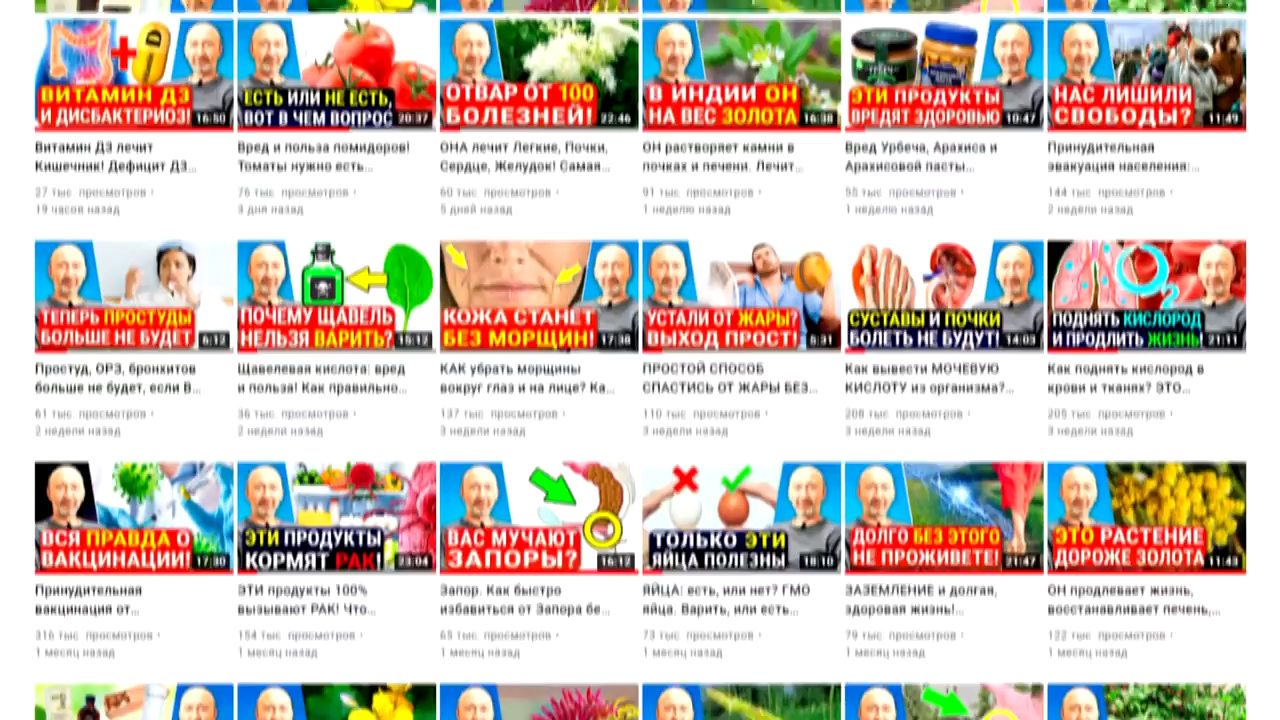 ВИТАМИН Д3
И ДИСБАКТЕРИОЗ!
16:50
Витамин Д3 лечит
Кишечник! Дефицит Д3...
27 тыс. просмотров •
19 часов назад
ЕСТЬ ИЛИ НЕ ЕСТЬ,
ВОТ В ЧЕМ ВОПРОС
20:37
Вред и польза помидоров!
Томаты нужно есть...
76 тыс. просмотров •
3 дня назад
ОТВАР ОТ 100
БОЛЕЗНЕЙ!
22:46
ОНА лечит Легкие, Почки,
Сердце, Желудок! Самая...
60 тыс. просмотров •
5 дней назад
В ИНДИИ ОН
НА ВЕС ЗОЛОТА
16:38
ОН растворяет камни в
почках и печени. Лечит...
91 тыс. просмотров •
1 неделю назад
ЭТИ ПРОДУКТЫ
ВРЕДЯТ ЗДОРОВЬЮ
10:47
Вред Урбеча, Арахиса и
Арахисовой пасты...
55 тыс. просмотров •
1 неделю назад
НАС ЛИШИЛИ
СВОБОДЫ?
11:49
Принудительная
эвакуация населения:...
144 тыс. просмотров •
2 недели назад
ТЕПЕРЬ ПРОСТУДЫ
БОЛЬШЕ НЕ БУДЕТ
6:13
Простуд, ОРЗ, бронхитов
больше не будет, если В...
61 тыс. просмотров •
2 недели назад
ПОЧЕМУ ЩАВЕЛЬ
НЕЛЬЗЯ ВАРИТЬ?
15:12
Щавелевая кислота: вред
и польза! Как правильно...
36 тыс. просмотров •
2 недели назад
КОЖА СТАНЕТ
БЕЗ МОРЩИН!
17:38
КАК убрать морщины
вокруг глаз и на лице? Ка...
137 тыс. просмотров •
3 недели назад
УСТАЛИ ОТ ЖАРЫ?
ВЫХОД ПРОСТ!
5:31
ПРОСТОЙ СПОСОБ
СПАСТИСЬ ОТ ЖАРЫ БЕЗ...
110 тыс. просмотров •
3 недели назад
СУСТАВЫ И ПОЧКИ
БОЛЕТЬ НЕ БУДУТ!
14:03
Как вывести МОЧЕВУЮ
КИСЛОТУ из организма?...
208 тыс. просмотров •
3 недели назад
O2
ПОДНЯТЬ КИСЛОРОД
И ПРОДЛИТЬ ЖИЗНЬ
21:11
Как поднять кислород в
крови и тканях? ЭТО...
205 тыс. просмотров •
3 недели назад
ВСЯ ПРАВДА О
ВАКЦИНАЦИИ!
17:30
Принудительная
вакцинация от...
316 тыс. просмотров •
1 месяц назад
ЭТИ ПРОДУКТЫ
КОРМЯТ РАК!
23:04
ЭТИ продукты 100%
вызывают РАК! Что...
154 тыс. просмотров •
1 месяц назад
ВАС МУЧАЮТ
ЗАПОРЫ?
16:12
Запор. Как быстро
избавиться от Запора бе...
65 тыс. просмотров •
1 месяц назад
ТОЛЬКО ЭТИ
ЯЙЦА ПОЛЕЗНЫ
18:10
ЯЙЦА: есть, или нет? ГМО
яйца. Варить, или есть...
73 тыс. просмотров •
1 месяц назад
ДОЛГО БЕЗ ЭТОГО
НЕ ПРОЖИВЕТЕ!
21:47
ЗАЗЕМЛЕНИЕ и долгая,
здоровая жизнь!...
79 тыс. просмотров •
1 месяц назад
ЭТО РАСТЕНИЕ
ДОРОЖЕ ЗОЛОТА
11:43
ОН продлевает жизнь,
восстанавливает печень,...
122 тыс. просмотров •
1 месяц назад